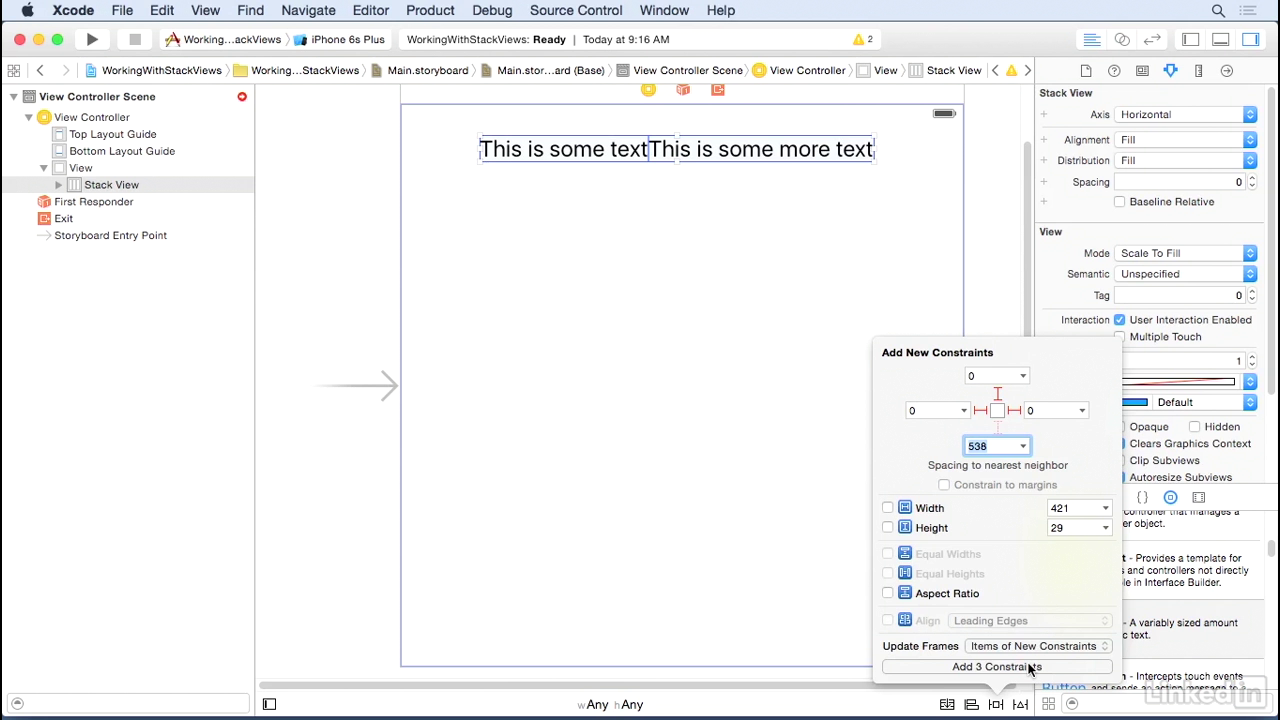 Xcode File Edit View Find Navigate Editor Product Debug Source Control Window Help
Working...ackViews iPhone 6s Plus WorkingWithStackViews: Ready Today at 9:16 AM 2
WorkingWithStackViews Working...StackViews Main.storyboard Main.stor...ard (Base) View Controller Scene View Controller View Stack View
View Controller Scene
View Controller
Top Layout Guide
Bottom Layout Guide
View
Stack View
First Responder
Exit
Storyboard Entry Point
This is some textThis is some more text
Stack View
Axis Horizontal
Alignment Fill
Distribution Fill
Spacing 0
Baseline Relative
View
Mode Scale To Fill
Semantic Unspecified
Tag 0
Interaction User Interaction Enabled
Multiple Touch
1
Default
Opaque Hidden
Clears Graphics Context
Clip Subviews
Autoresize Subviews
Add New Constraints
0
0 0
538
Spacing to nearest neighbor
Constrain to margins
Width 421
Height 29
Equal Widths
Equal Heights
Aspect Ratio
Align Leading Edges
Update Frames Items of New Constraints
Add 3 Constraints
controller that manages a
er object.
t - Provides a template for
s and controllers not directly
le in Interface Builder.
- A variably sized amount
ic text.
- Intercepts touch events
Button and sends an action message to a
wAny hAny
LinkedIn